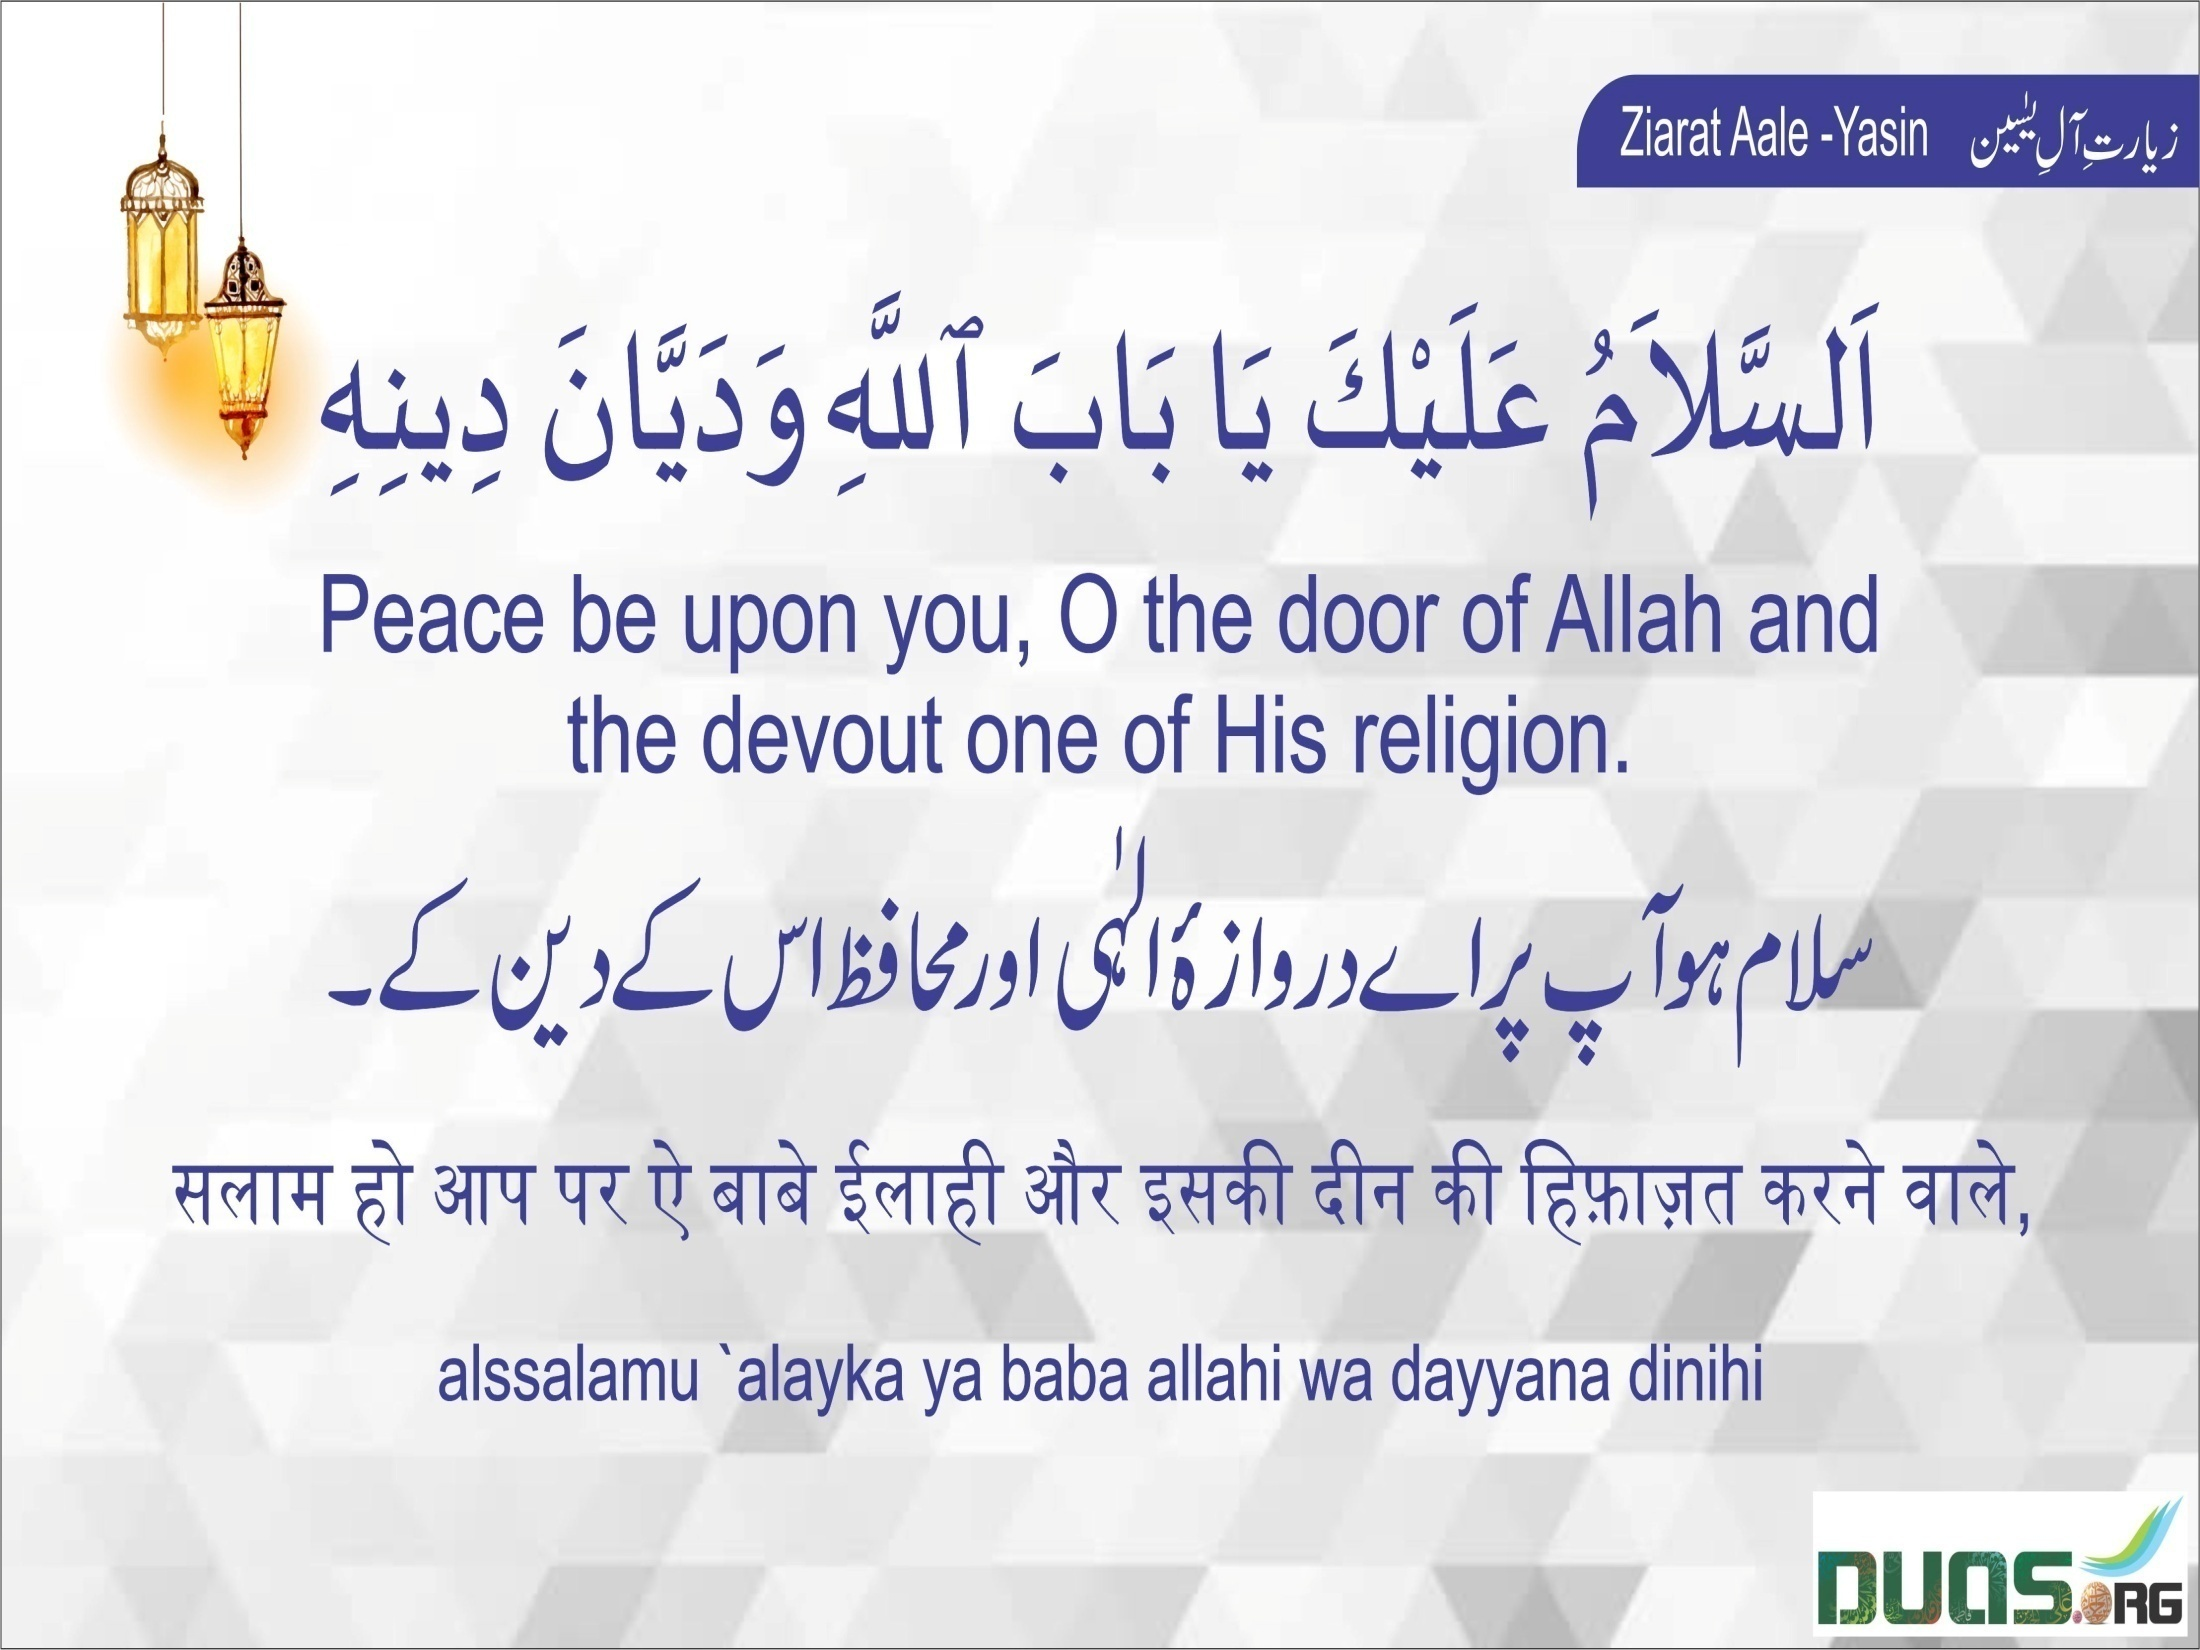 Ziarat Aale -Yasin زیارتِ آلِ یٰسین
اَلسَّلاَمُ عَلَيْكَ يَا بَابَ ٱللَّهِ وَدَيَّانَ دِينِهِ
Peace be upon you, O the door of Allah and
the devout one of His religion.
سلام ہو آپ پر اے دروازۂ الٰہی اور محافظ اس کے دین کے۔
सलाम हो आप पर ऐ बाबे ईलाही और इसकी दीन की हिफ़ाज़त करने वाले,
alssalamu `alayka ya baba allahi wa dayyana dinihi
DUAS.ORG